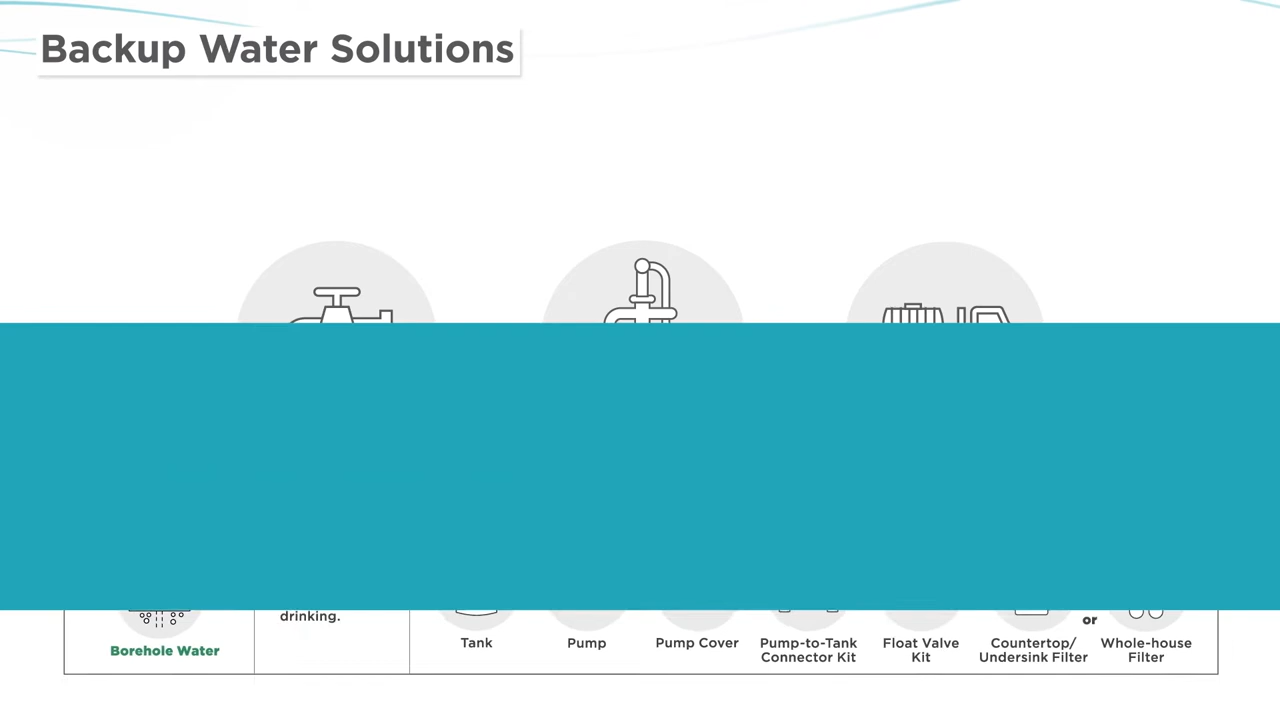 Backup Water Solutions
drinking.
Borehole Water
Tank
Pump
Pump Cover
Pump-to-Tank
Connector Kit
Float Valve
Kit
Countertop/
Undersink Filter
or
Whole-house
Filter